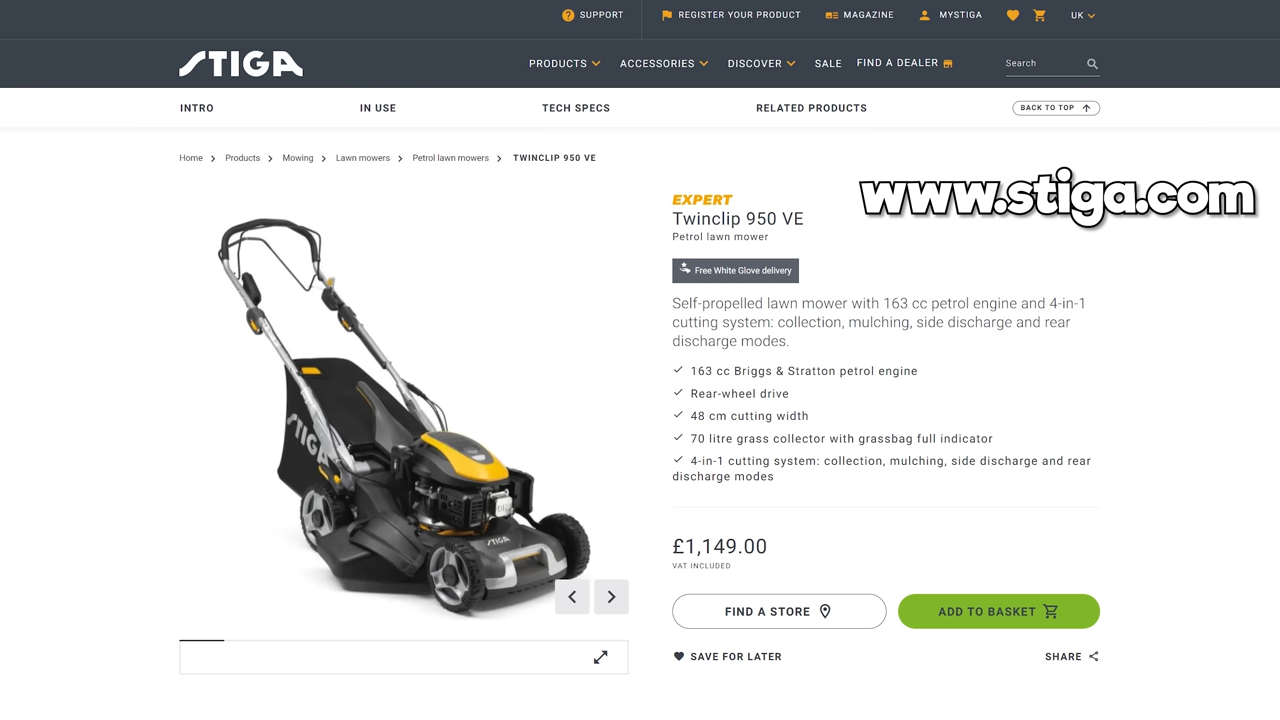 SUPPORT
REGISTER YOUR PRODUCT
MAGAZINE
MYSTIGA
UK
STIGA
PRODUCTS
ACCESSORIES
DISCOVER
SALE
FIND A DEALER
Search
INTRO
IN USE
TECH SPECS
RELATED PRODUCTS
BACK TO TOP
Home > Products > Mowing > Lawn mowers > Petrol lawn mowers > TWINCLIP 950 VE
www.stiga.com
EXPERT
Twinclip 950 VE
Petrol lawn mower
Free White Glove delivery
Self-propelled lawn mower with 163 cc petrol engine and 4-in-1
cutting system: collection, mulching, side discharge and rear
discharge modes.
163 cc Briggs & Stratton petrol engine
Rear-wheel drive
48 cm cutting width
70 litre grass collector with grassbag full indicator
4-in-1 cutting system: collection, mulching, side discharge and rear
discharge modes
STIGA
STIGA
£1,149.00
VAT INCLUDED
FIND A STORE
ADD TO BASKET
SAVE FOR LATER
SHARE